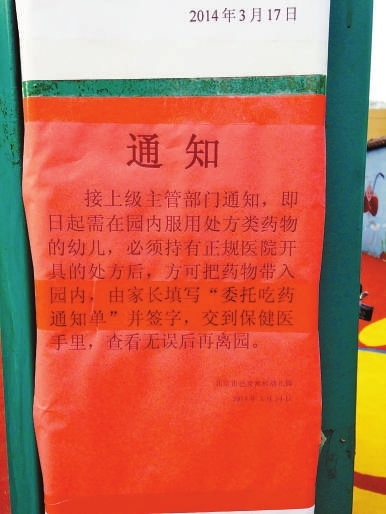 2014年3月17日
通知
接上级主管部门通知，即
日起需在园内服用处方类药物
的幼儿，必须持有正规医院开
具的处方后，方可把药物带入
园内，由家长填写“委托吃药
通知单”并签字，交到保健医
手里，查看无误后再离园。